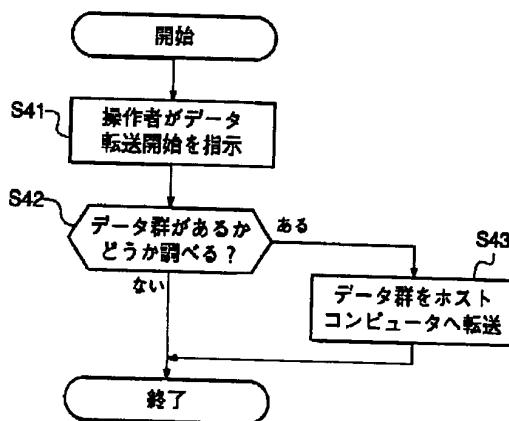 開始
S41
操作者がデータ
転送開始を指示
S42
データ群があるか
どうか調べる？
ある
ない
S43
データ群をホスト
コンピュータへ転送
終了